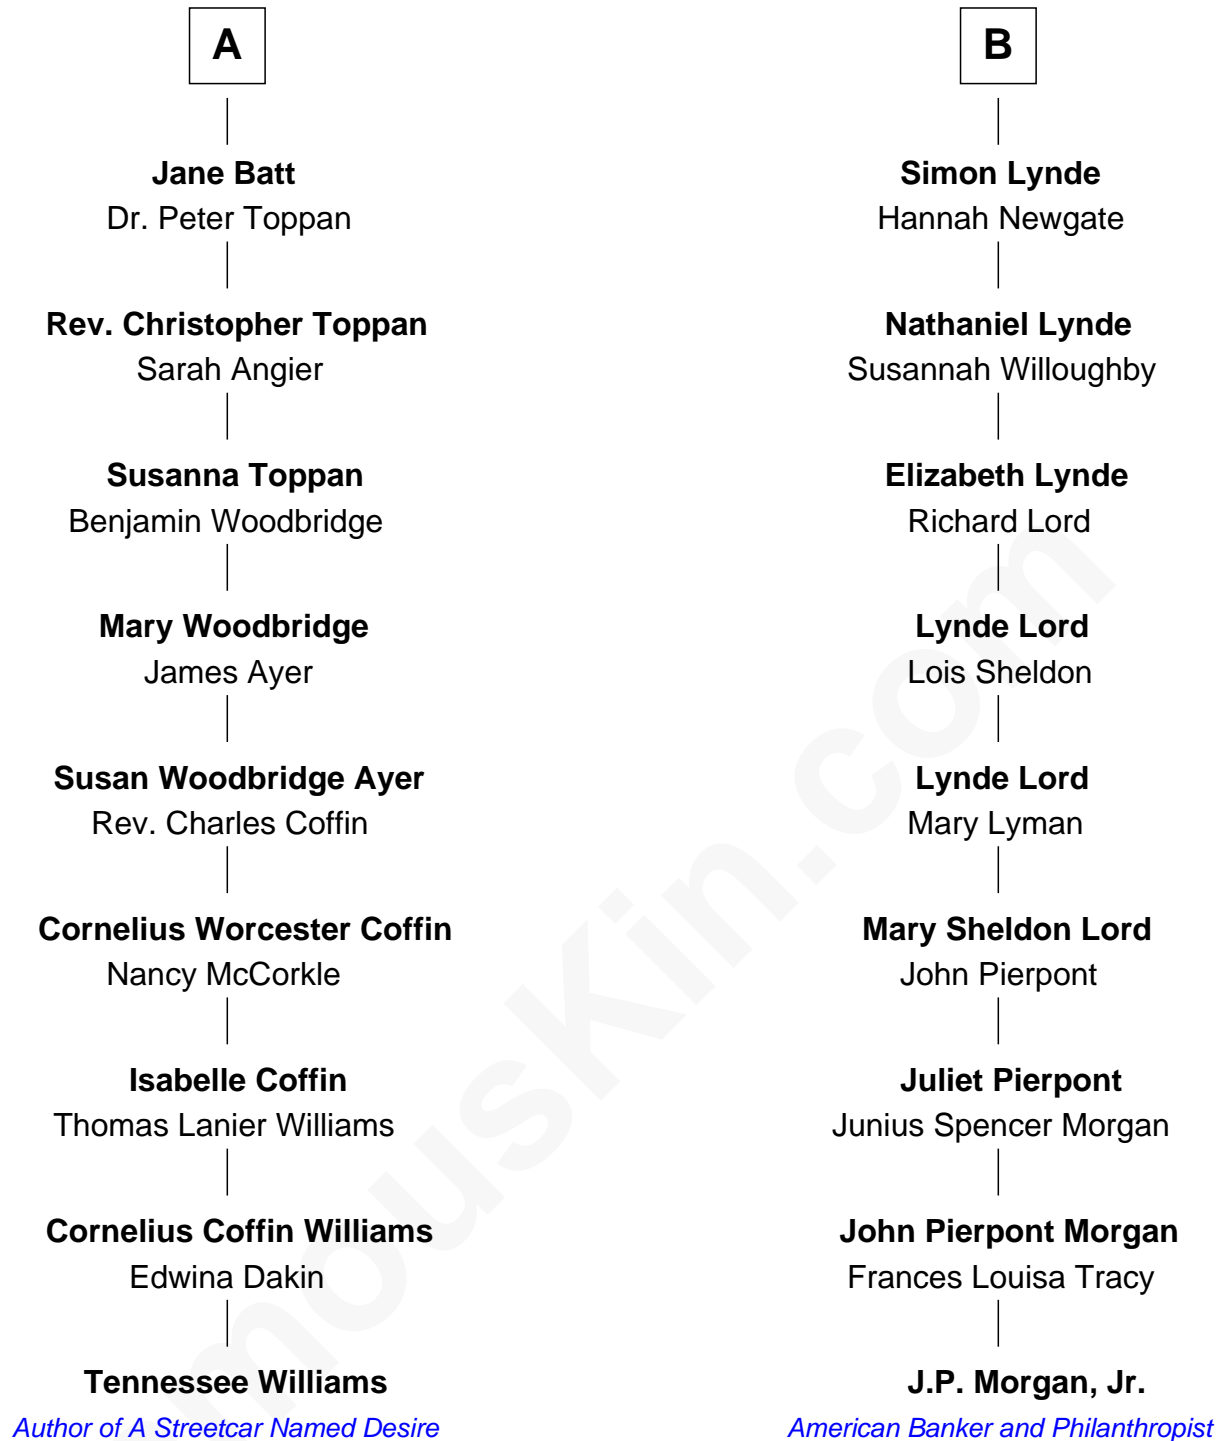 A
Jane Batt
Dr. Peter Toppan
Rev. Christopher Toppan
Sarah Angier
Susanna Toppan
Benjamin Woodbridge
Mary Woodbridge
James Ayer
Susan Woodbridge Ayer
Rev. Charles Coffin
Cornelius Worcester Coffin
Nancy McCorkle
Isabelle Coffin
Thomas Lanier Williams
Cornelius Coffin Williams
Edwina Dakin
Tennessee Williams
Author of A Streetcar Named Desire
B
Simon Lynde
Hannah Newgate
Nathaniel Lynde
Susannah Willoughby
Elizabeth Lynde
Richard Lord
Lynde Lord
Lois Sheldon
Lynde Lord
Mary Lyman
Mary Sheldon Lord
John Pierpont
Juliet Pierpont
Junius Spencer Morgan
John Pierpont Morgan
Frances Louisa Tracy
J.P. Morgan, Jr.
American Banker and Philanthropist
mousKin.com